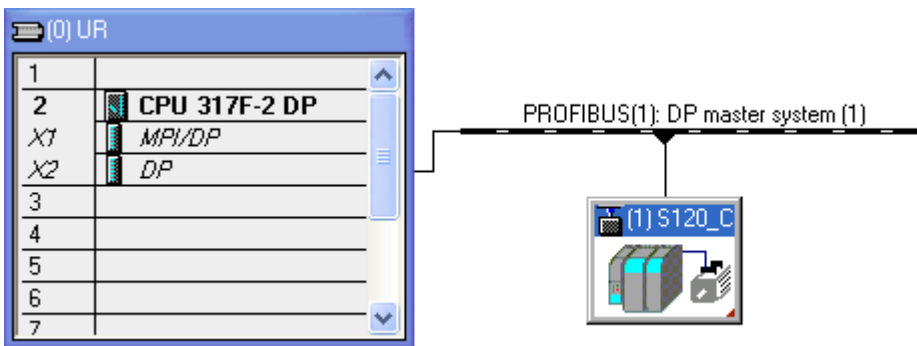 (0) UR
1
2 CPU 317F-2 DP
X1 MPI/DP
X2 DP
3
4
5
6
7
PROFIBUS(1): DP master system (1)
(1) S120_C